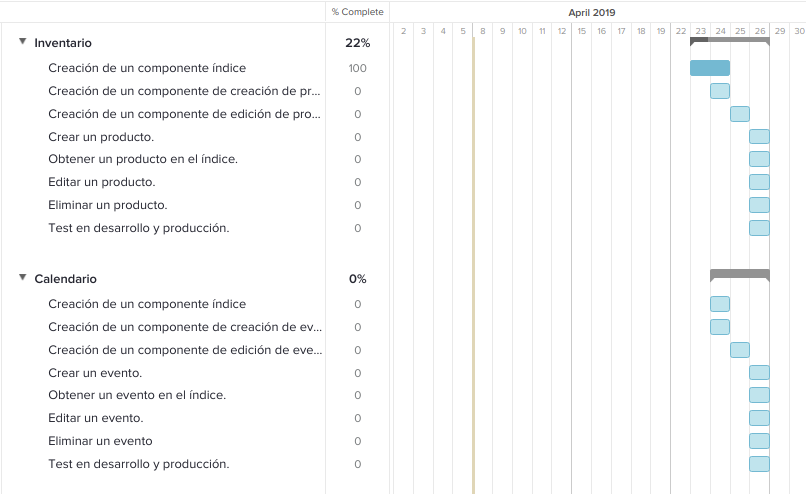 % Complete April 2019
2 3 4 5 8 9 10 11 12 15 16 17 18 19 22 23 24 25 26 29 30
Inventario 22%
Creación de un componente índice 100
Creación de un componente de creación de pr... 0
Creación de un componente de edición de pro... 0
Crear un producto. 0
Obtener un producto en el índice. 0
Editar un producto. 0
Eliminar un producto. 0
Test en desarrollo y producción. 0
Calendario 0%
Creación de un componente índice 0
Creación de un componente de creación de ev... 0
Creación de un componente de edición de eve... 0
Crear un evento. 0
Obtener un evento en el índice. 0
Editar un evento. 0
Eliminar un evento 0
Test en desarrollo y producción. 0